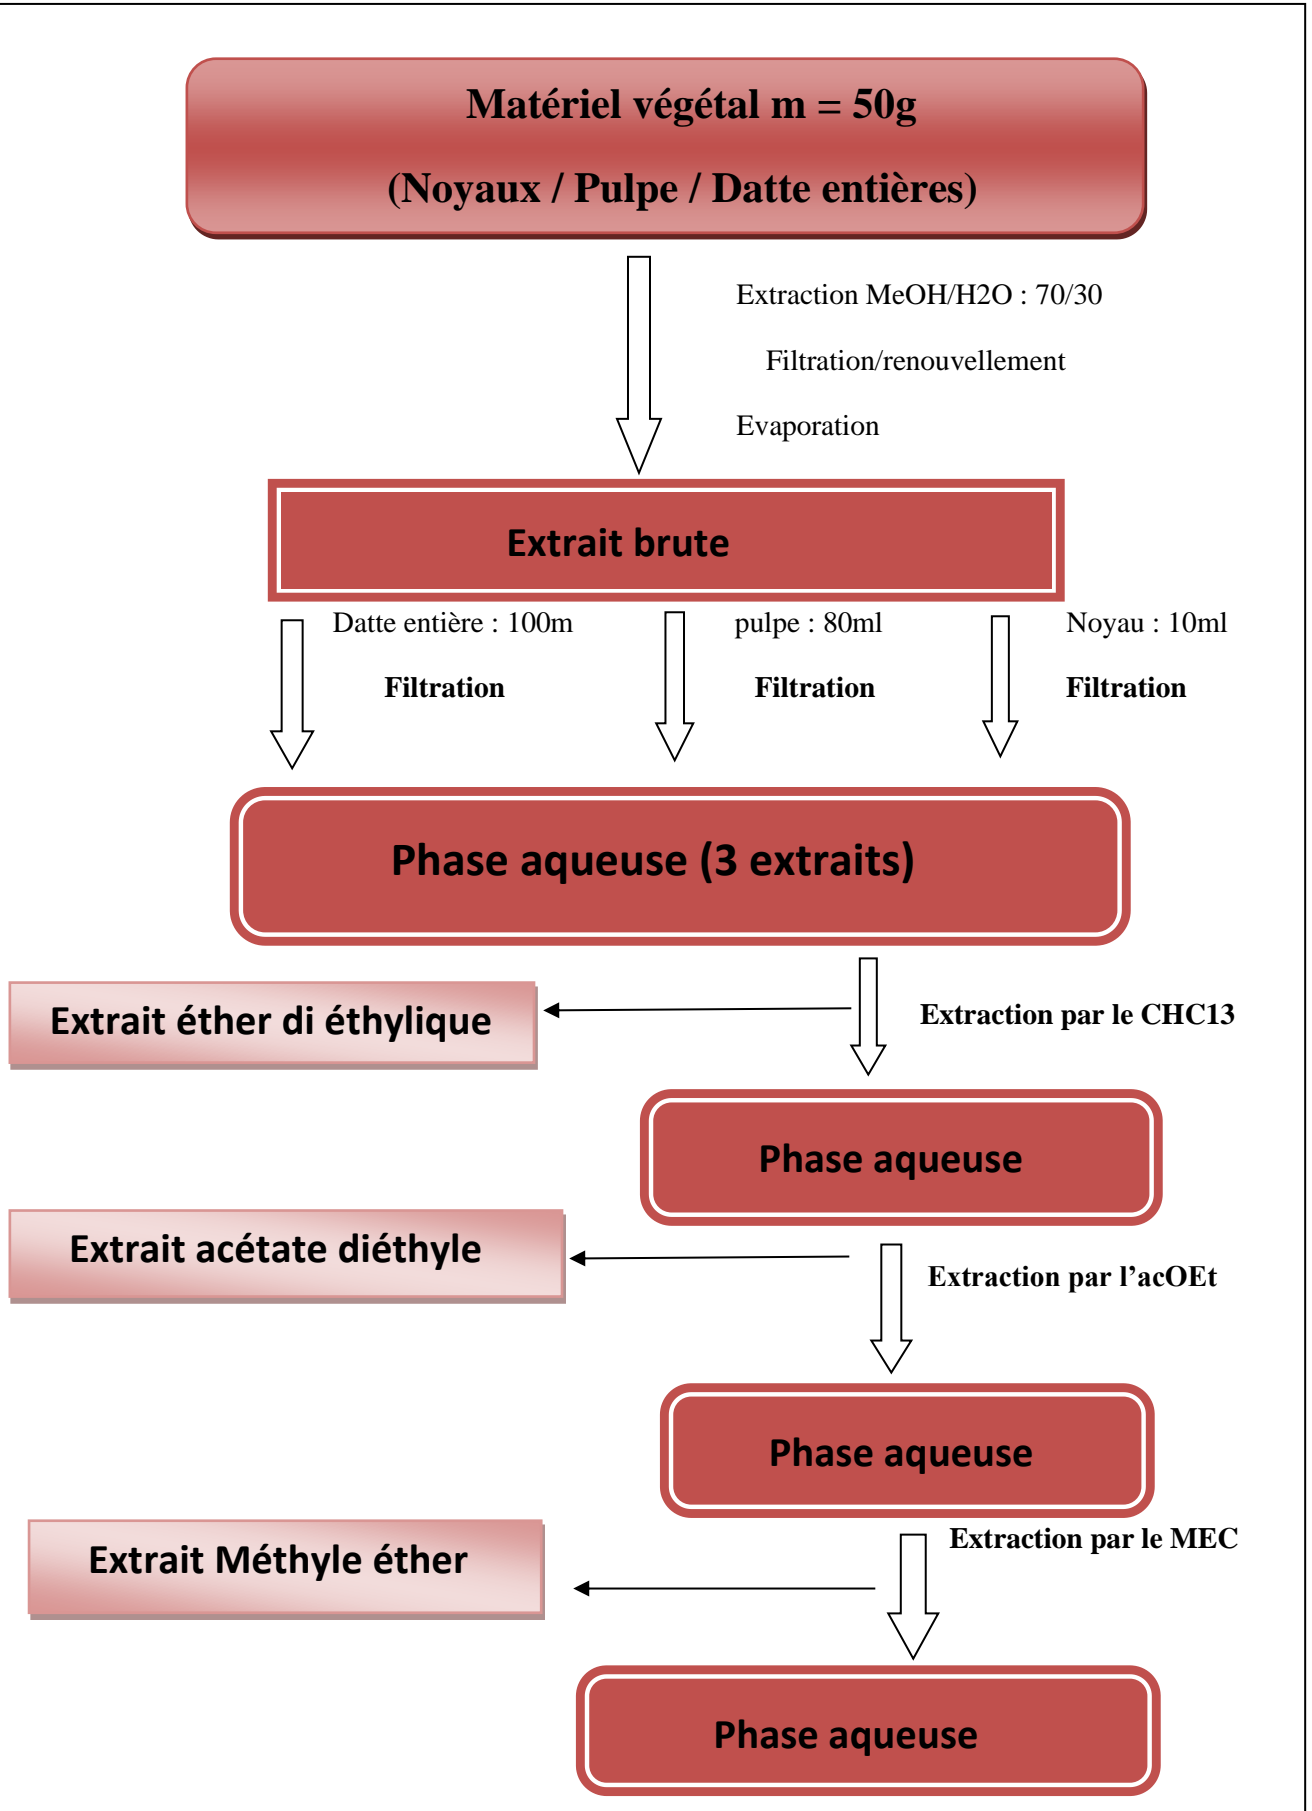 Matériel végétal m = 50g
(Noyaux / Pulpe / Datte entières)
Extraction MeOH/H2O : 70/30
Filtration/renouvellement
Evaporation
Extrait brute
Datte entière : 100m
pulpe : 80ml
Noyau : 10ml
Filtration
Filtration
Filtration
Phase aqueuse (3 extraits)
Extrait éther di éthylique
Extraction par le CHC13
Phase aqueuse
Extrait acétate diéthyle
Extraction par l’acOEt
Phase aqueuse
Extraction par le MEC
Extrait Méthyle éther
Phase aqueuse